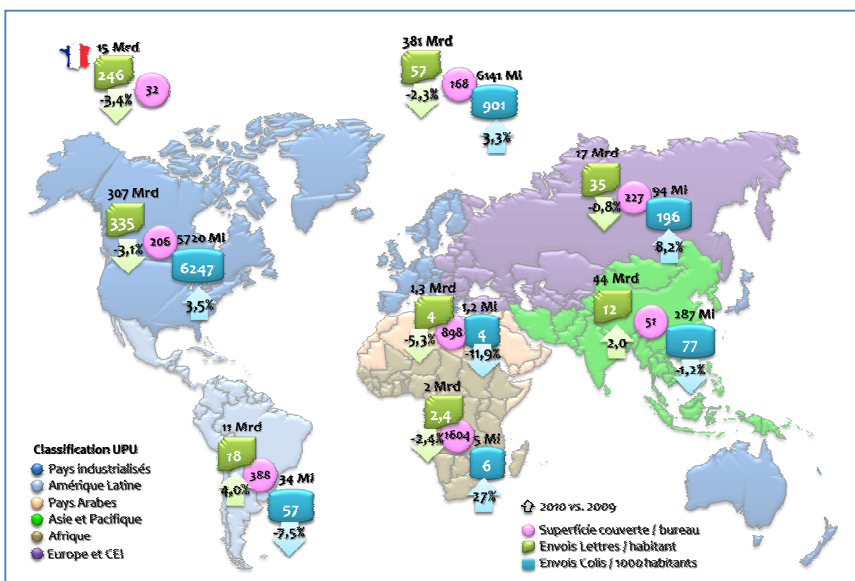 15 Mrd
246
32
-3,4%
381 Mrd
57
168
6141 Mi
901
-2,3%
3,3%
17 Mrd
35
227
94 Mi
196
-0,8%
8,2%
307 Mrd
335
206
5720 Mi
6247
-3,1%
3,5%
44 Mrd
12
51
287 Mi
77
2,0
-1,2%
1,3 Mrd
4
898
1,2 Mi
4
-5,3%
-11,9%
2 Mrd
2,4
1604
5 Mi
6
-2,4%
27%
11 Mrd
18
388
34 Mi
57
4,0%
-7,5%
Classification: UPU
Pays industrialisés
Amérique Latine
Pays Arabes
Asie et Pacifique
Afrique
Europe et CEI
2010 vs. 2009
Superficie couverte / bureau
Envois Lettres / habitant
Envois Colis / 1000 habitants